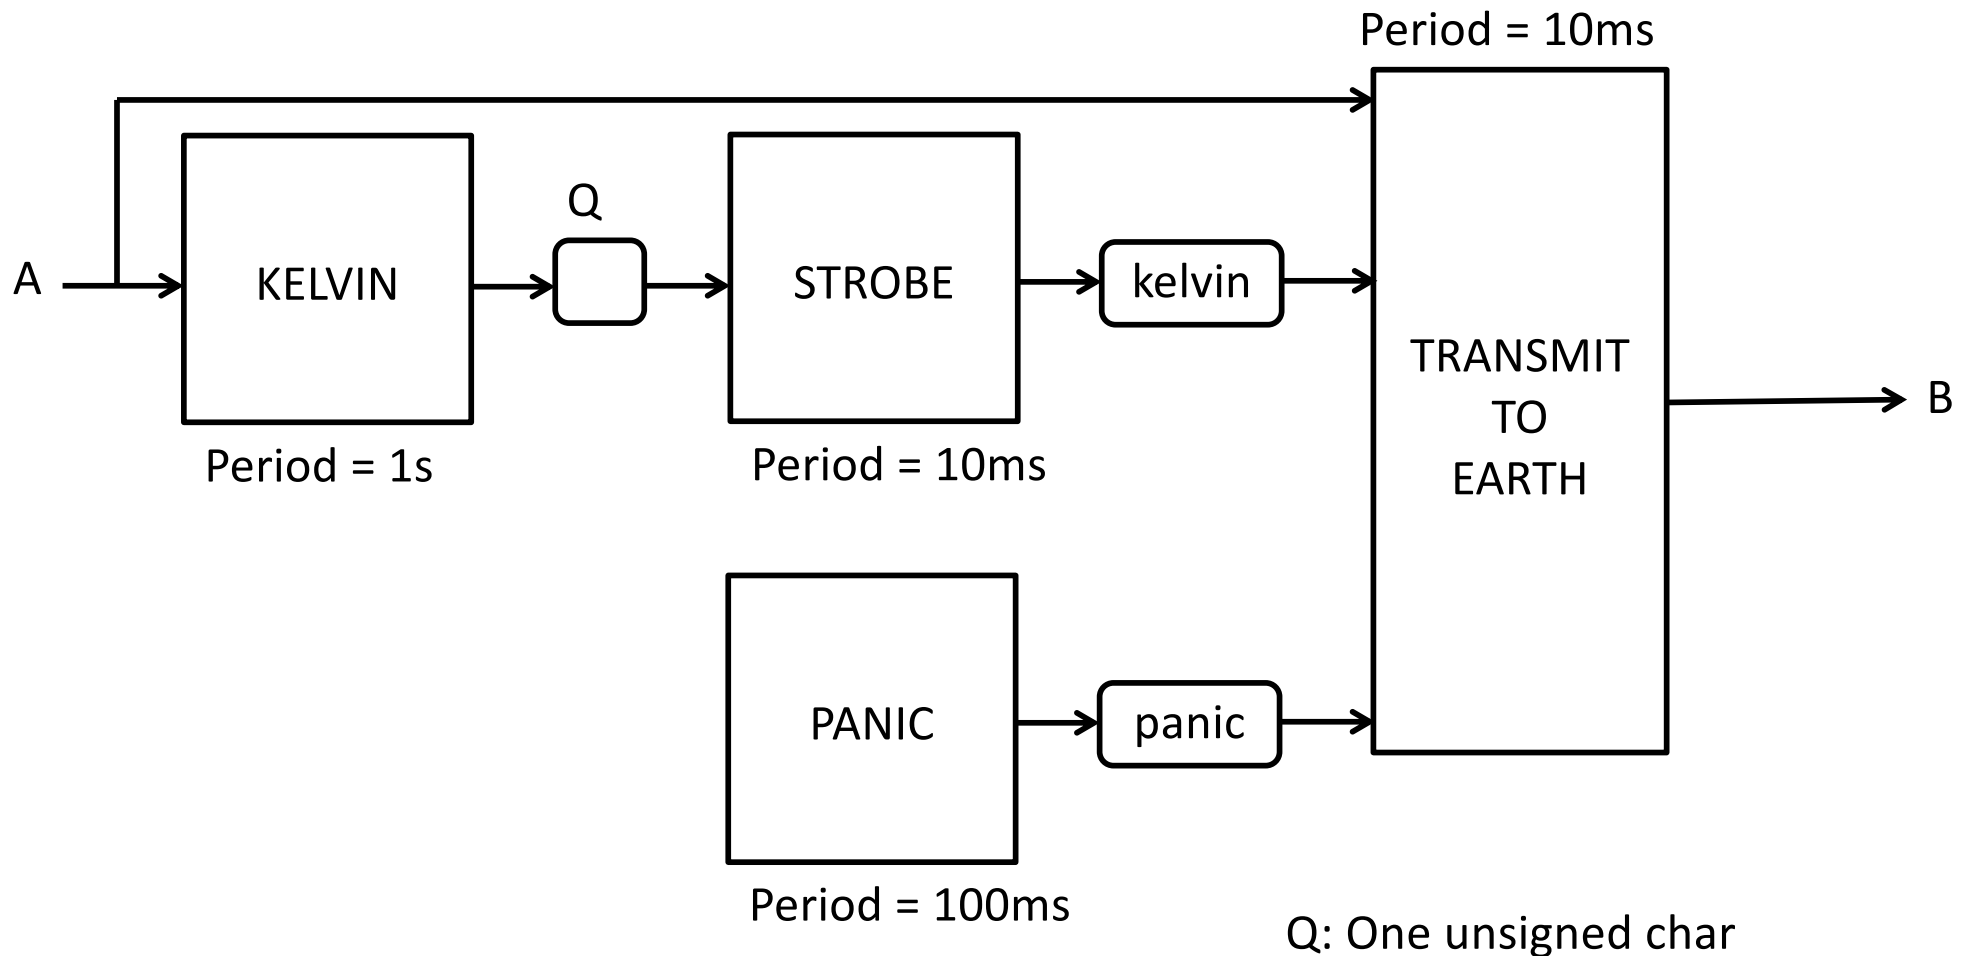 Period = 10ms
A
KELVIN
Q
STROBE
kelvin
TRANSMIT
TO
EARTH
B
Period = 1s
Period = 10ms
PANIC
panic
Period = 100ms
Q: One unsigned char